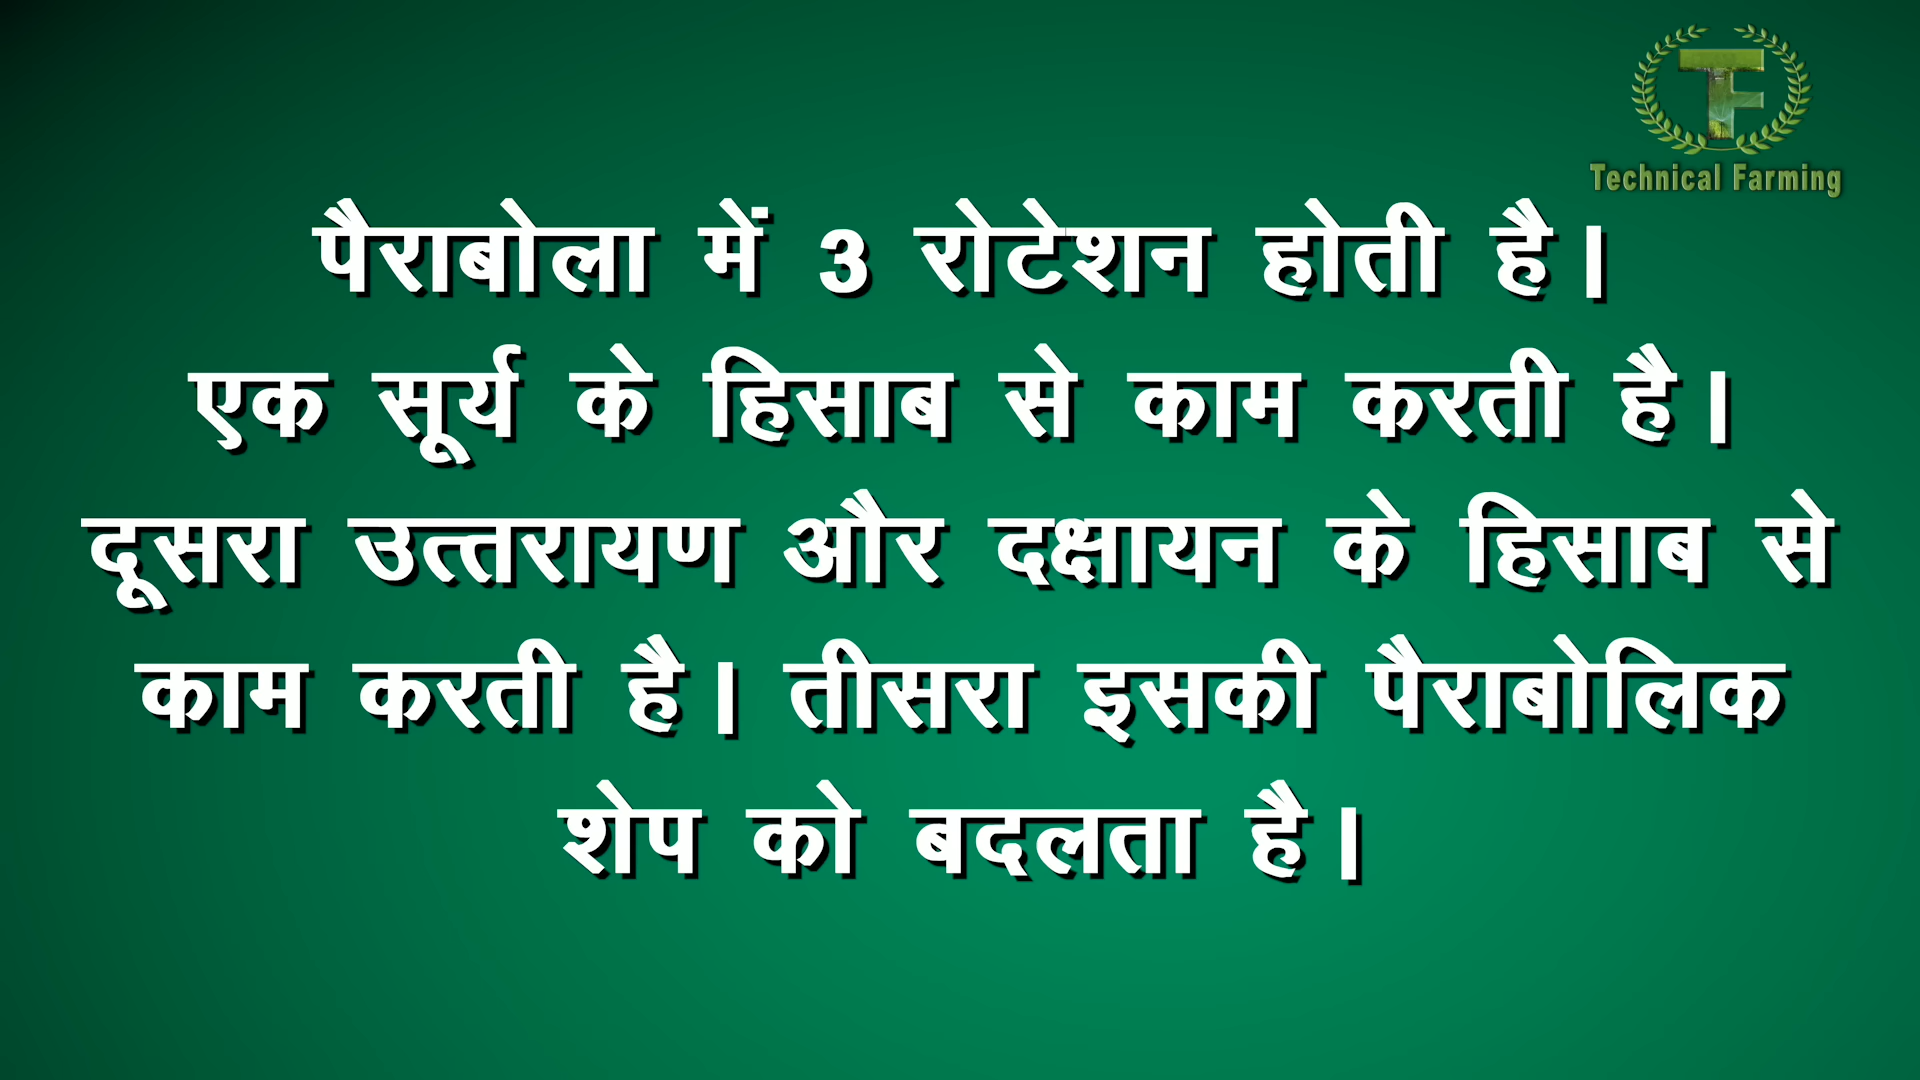 Technical Farming
पैराबोला में 3 रोटेशन होती है।
एक सूर्य के हिसाब से काम करती है।
दूसरा उत्तरायण और दक्षायन के हिसाब से
काम करती है। तीसरा इसकी पैराबोलिक
शेप को बदलता है।